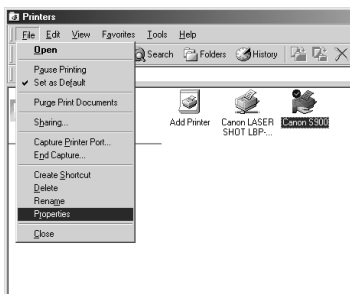 Printers
File Edit View Favorites Tools Help
Search Folders History
Open
Pause Printing
Set as Default
Purge Print Documents
Sharing...
Capture Printer Port...
End Capture...
Create Shortcut
Delete
Rename
Properties
Close
Add Printer
Canon LASER
SHOT LBP-...
Canon S900